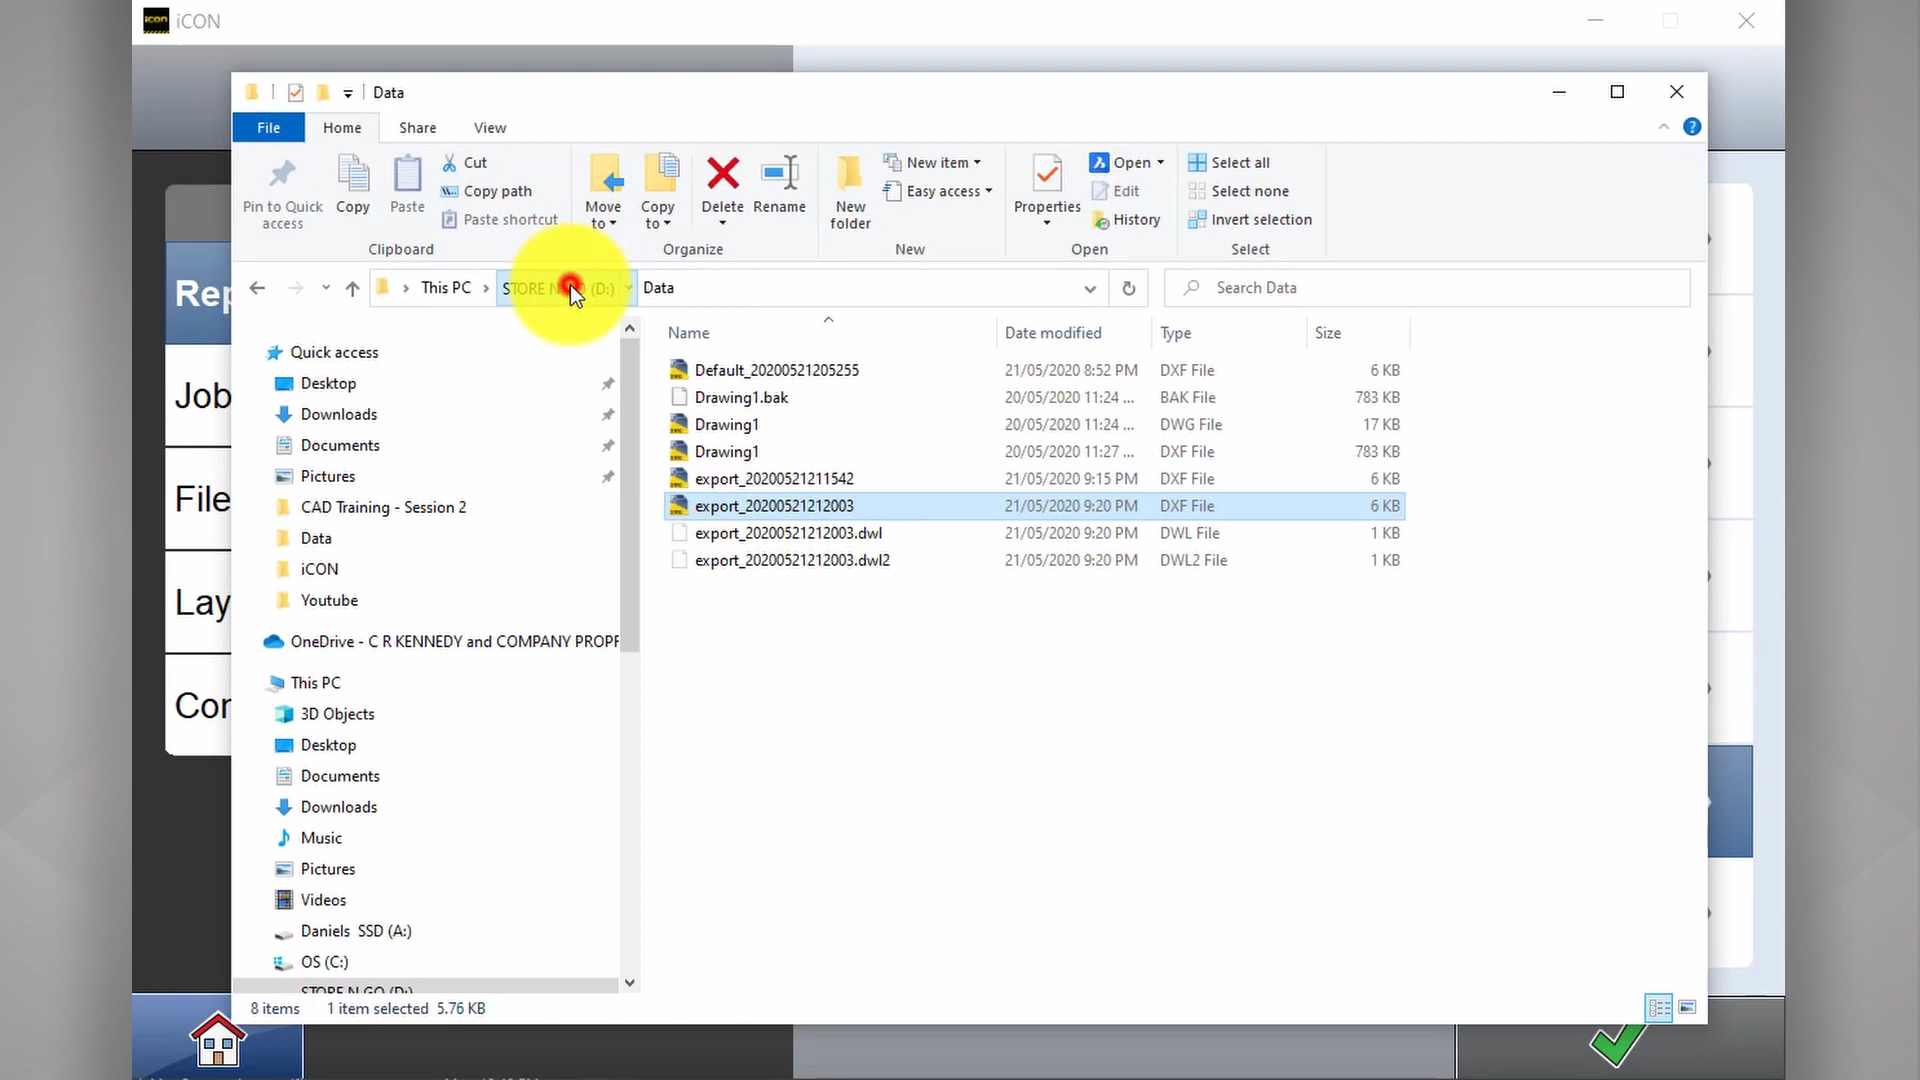 iCON
Data
File Home Share View
Pin to Quick access
Copy
Paste
Cut
Copy path
Paste shortcut
Clipboard
Move to
Copy to
Delete
Rename
Organize
New folder
New item
Easy access
New
Properties
Open
Edit
History
Open
Select all
Select none
Invert selection
Select
This PC STORE N GO (D:) Data
Search Data
Name Date modified Type Size
Default_20200521205255 21/05/2020 8:52 PM DXF File 6 KB
Drawing1.bak 20/05/2020 11:24 ... BAK File 783 KB
Drawing1 20/05/2020 11:24 ... DWG File 17 KB
Drawing1 20/05/2020 11:27 ... DXF File 783 KB
export_20200521211542 21/05/2020 9:15 PM DXF File 6 KB
export_20200521212003 21/05/2020 9:20 PM DXF File 6 KB
export_20200521212003.dwl 21/05/2020 9:20 PM DWL File 1 KB
export_20200521212003.dwl2 21/05/2020 9:20 PM DWL2 File 1 KB
Quick access
Desktop
Downloads
Documents
Pictures
CAD Training - Session 2
Data
iCON
Youtube
OneDrive - C R KENNEDY and COMPANY PROPR
This PC
3D Objects
Desktop
Documents
Downloads
Music
Pictures
Videos
Daniels SSD (A:)
OS (C:)
STORE N GO (D:)
8 items 1 item selected 5.76 KB
Rep
Job
File
Lay
Con